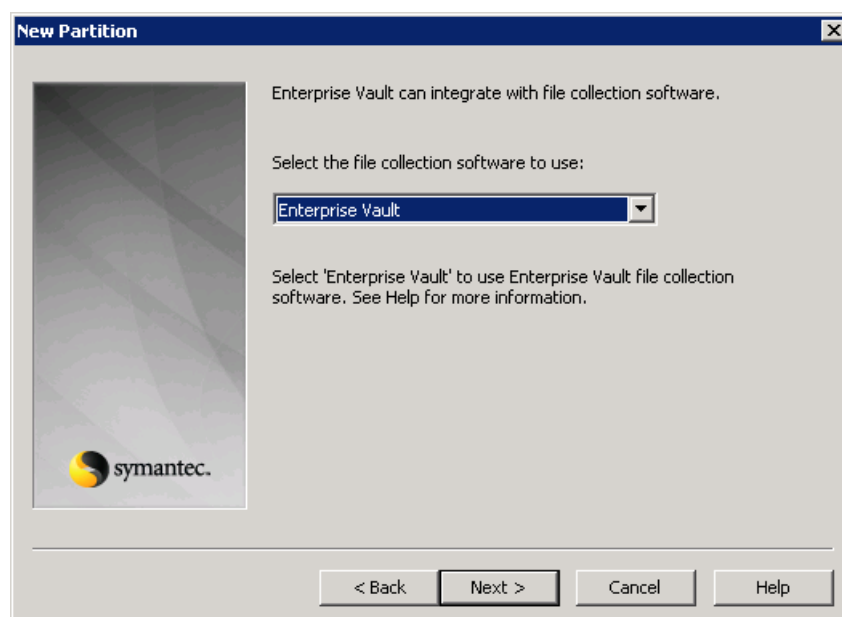 New Partition
Enterprise Vault can integrate with file collection software.
Select the file collection software to use:
Enterprise Vault
Select 'Enterprise Vault' to use Enterprise Vault file collection
software. See Help for more information.
symantec.
< Back
Next >
Cancel
Help